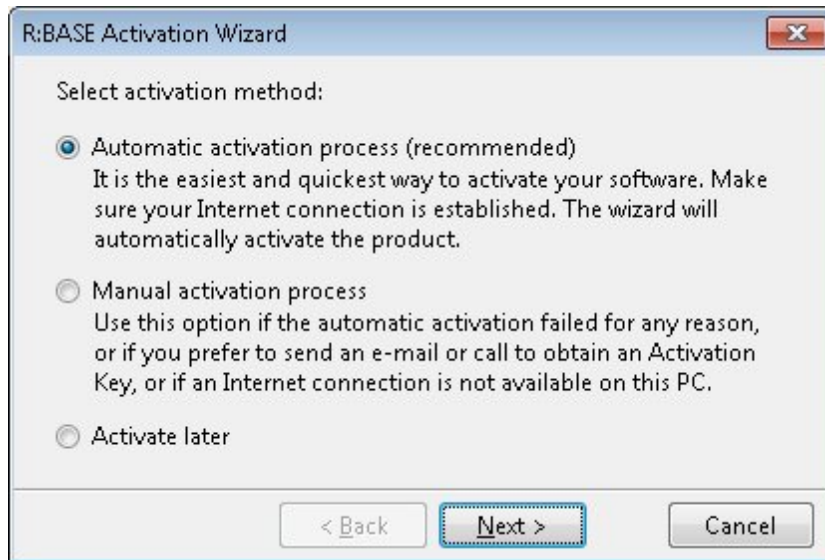 R:BASE Activation Wizard
Select activation method:
Automatic activation process (recommended)
It is the easiest and quickest way to activate your software. Make
sure your Internet connection is established. The wizard will
automatically activate the product.
Manual activation process
Use this option if the automatic activation failed for any reason,
or if you prefer to send an e-mail or call to obtain an Activation
Key, or if an Internet connection is not available on this PC.
Activate later
< Back Next > Cancel